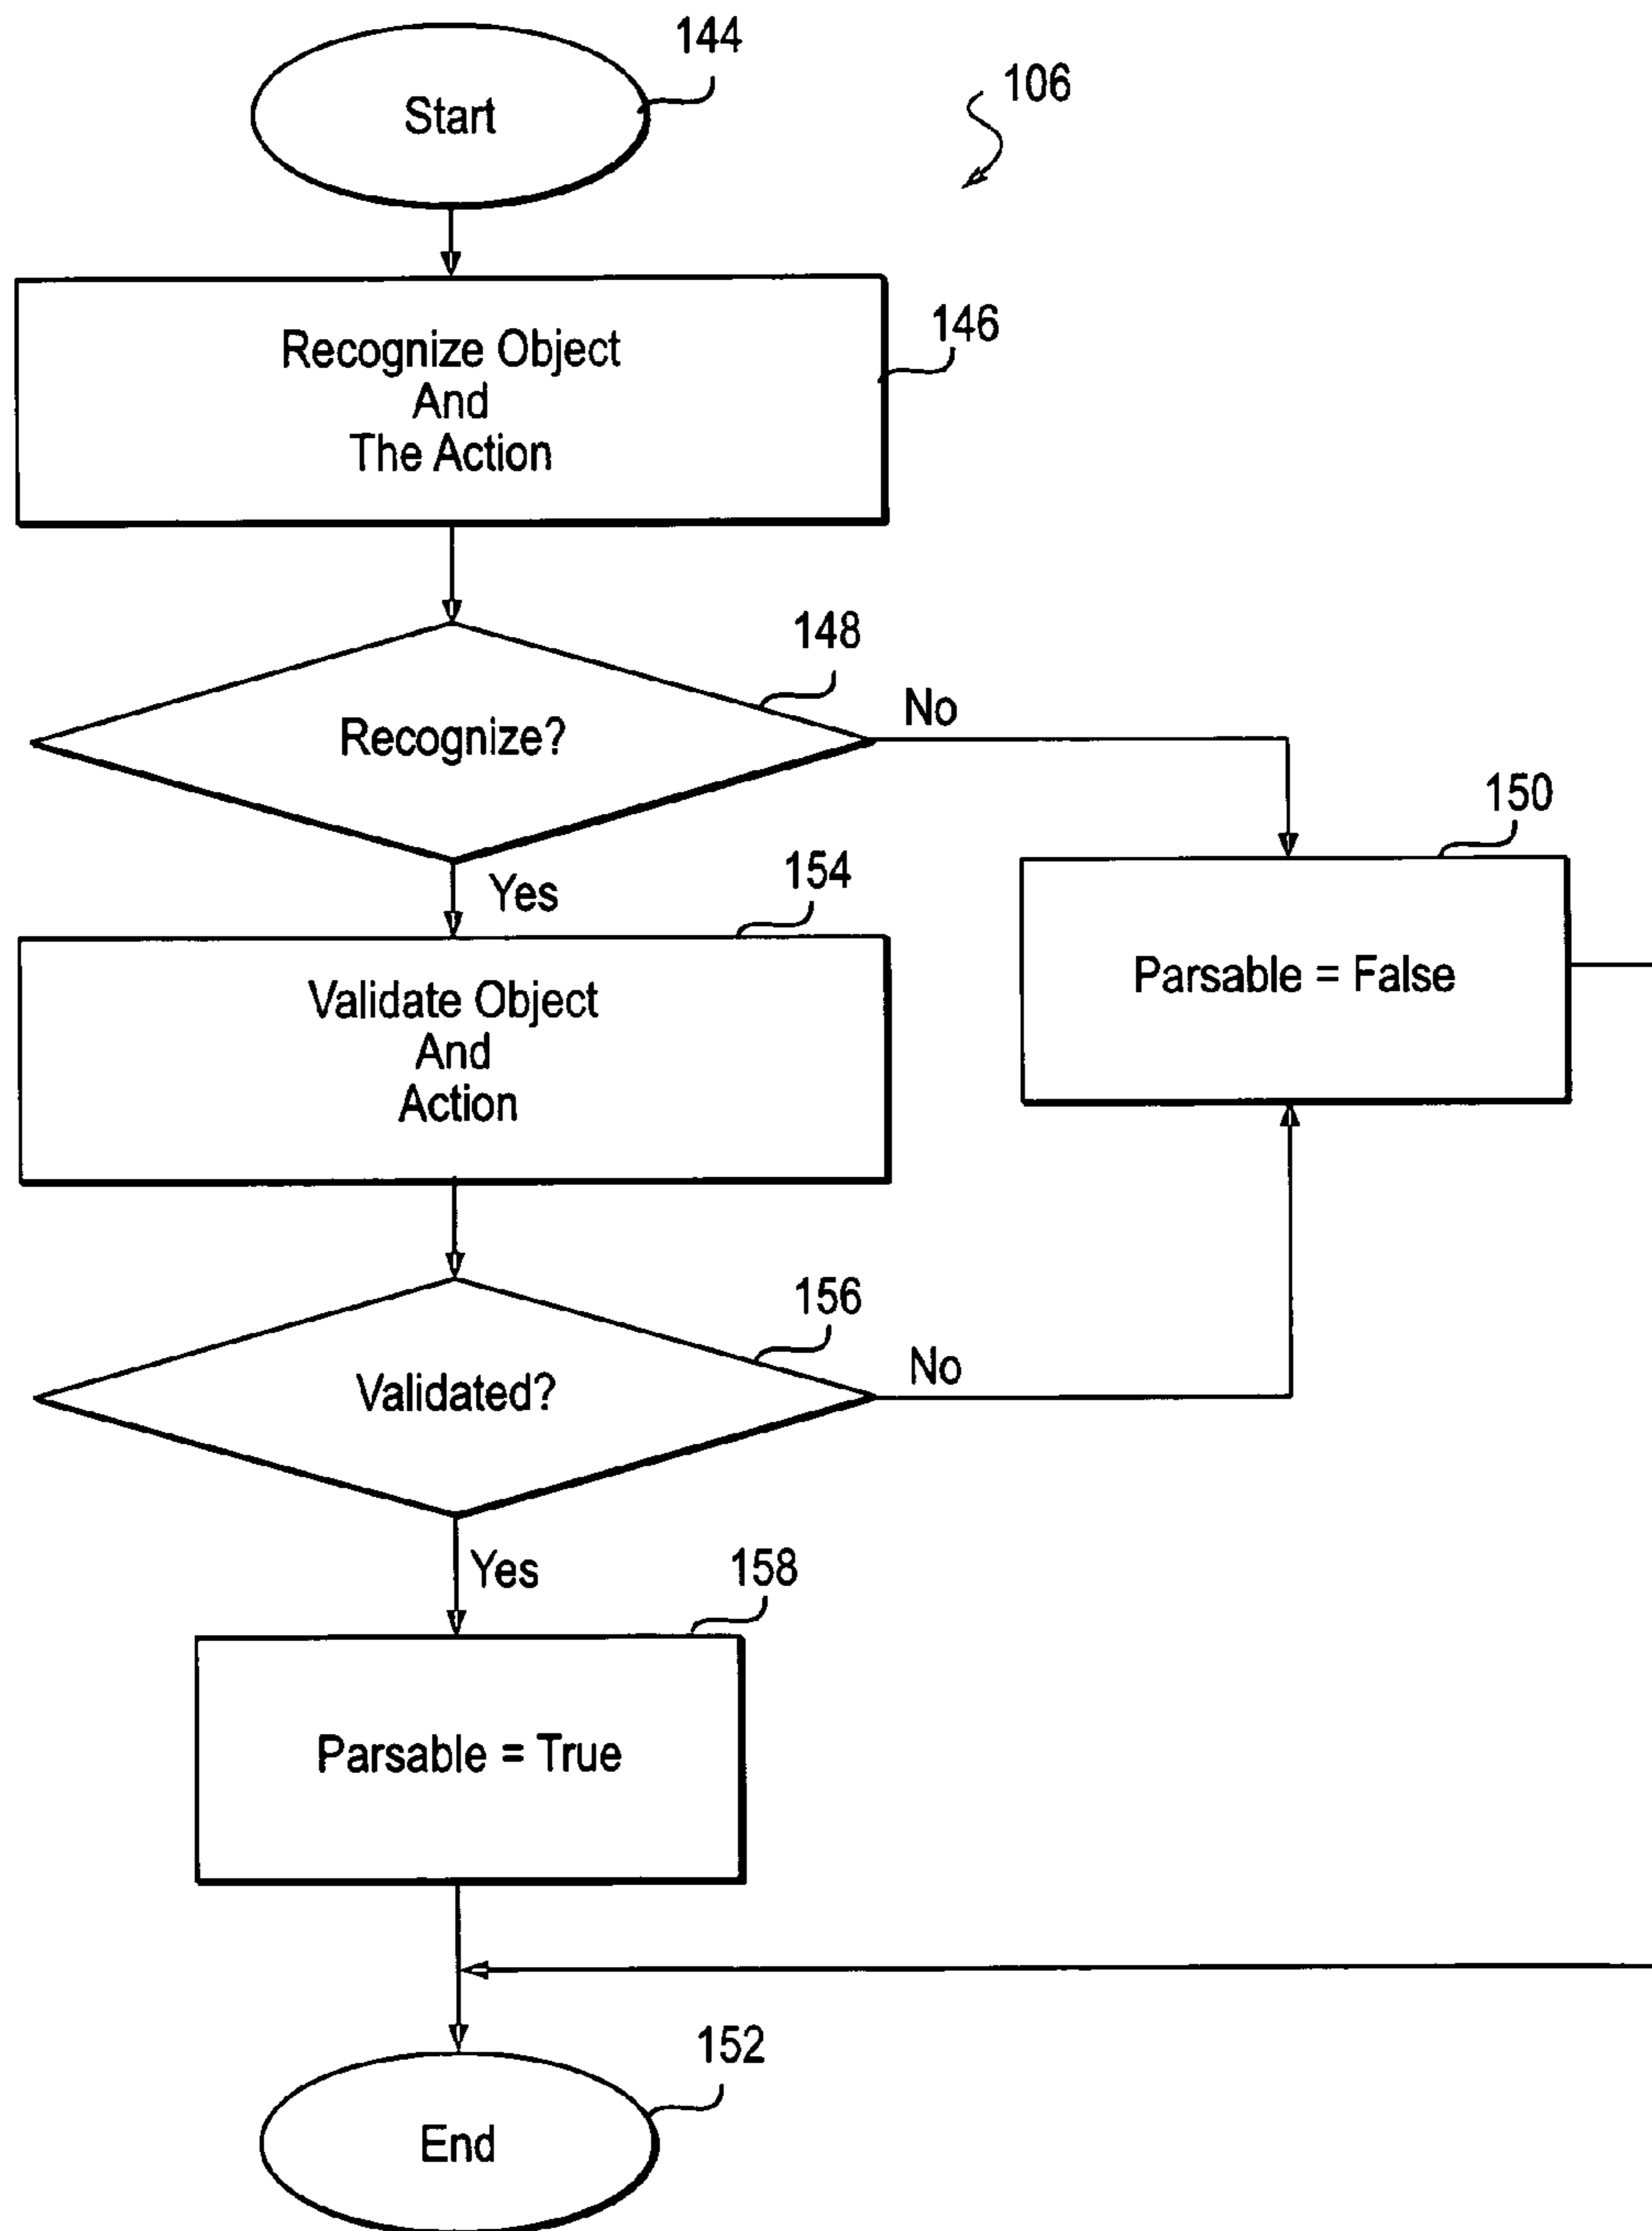 144
Start
106
Recognize Object
And
The Action
146
148
Recognize?
No
150
Yes
154
Parsable = False
Validate Object
And
Action
156
Validated?
No
Yes
158
Parsable = True
152
End